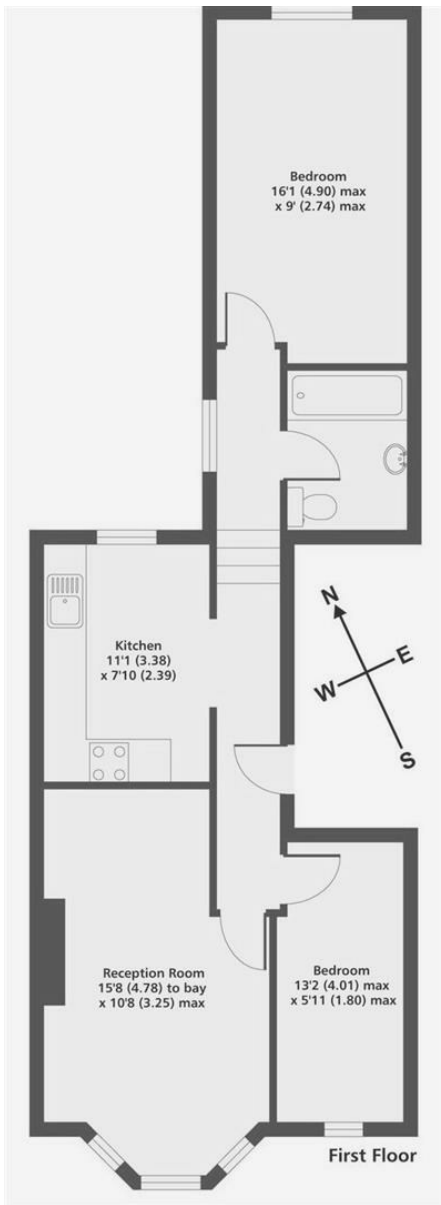 Bedroom
16'1 (4.90) max
x 9' (2.74) max
Kitchen
11'1 (3.38)
x 7'10 (2.39)
N
E
W
S
Reception Room
15'8 (4.78) to bay
x 10'8 (3.25) max
Bedroom
13'2 (4.01) max
x 5'11 (1.80) max
First Floor